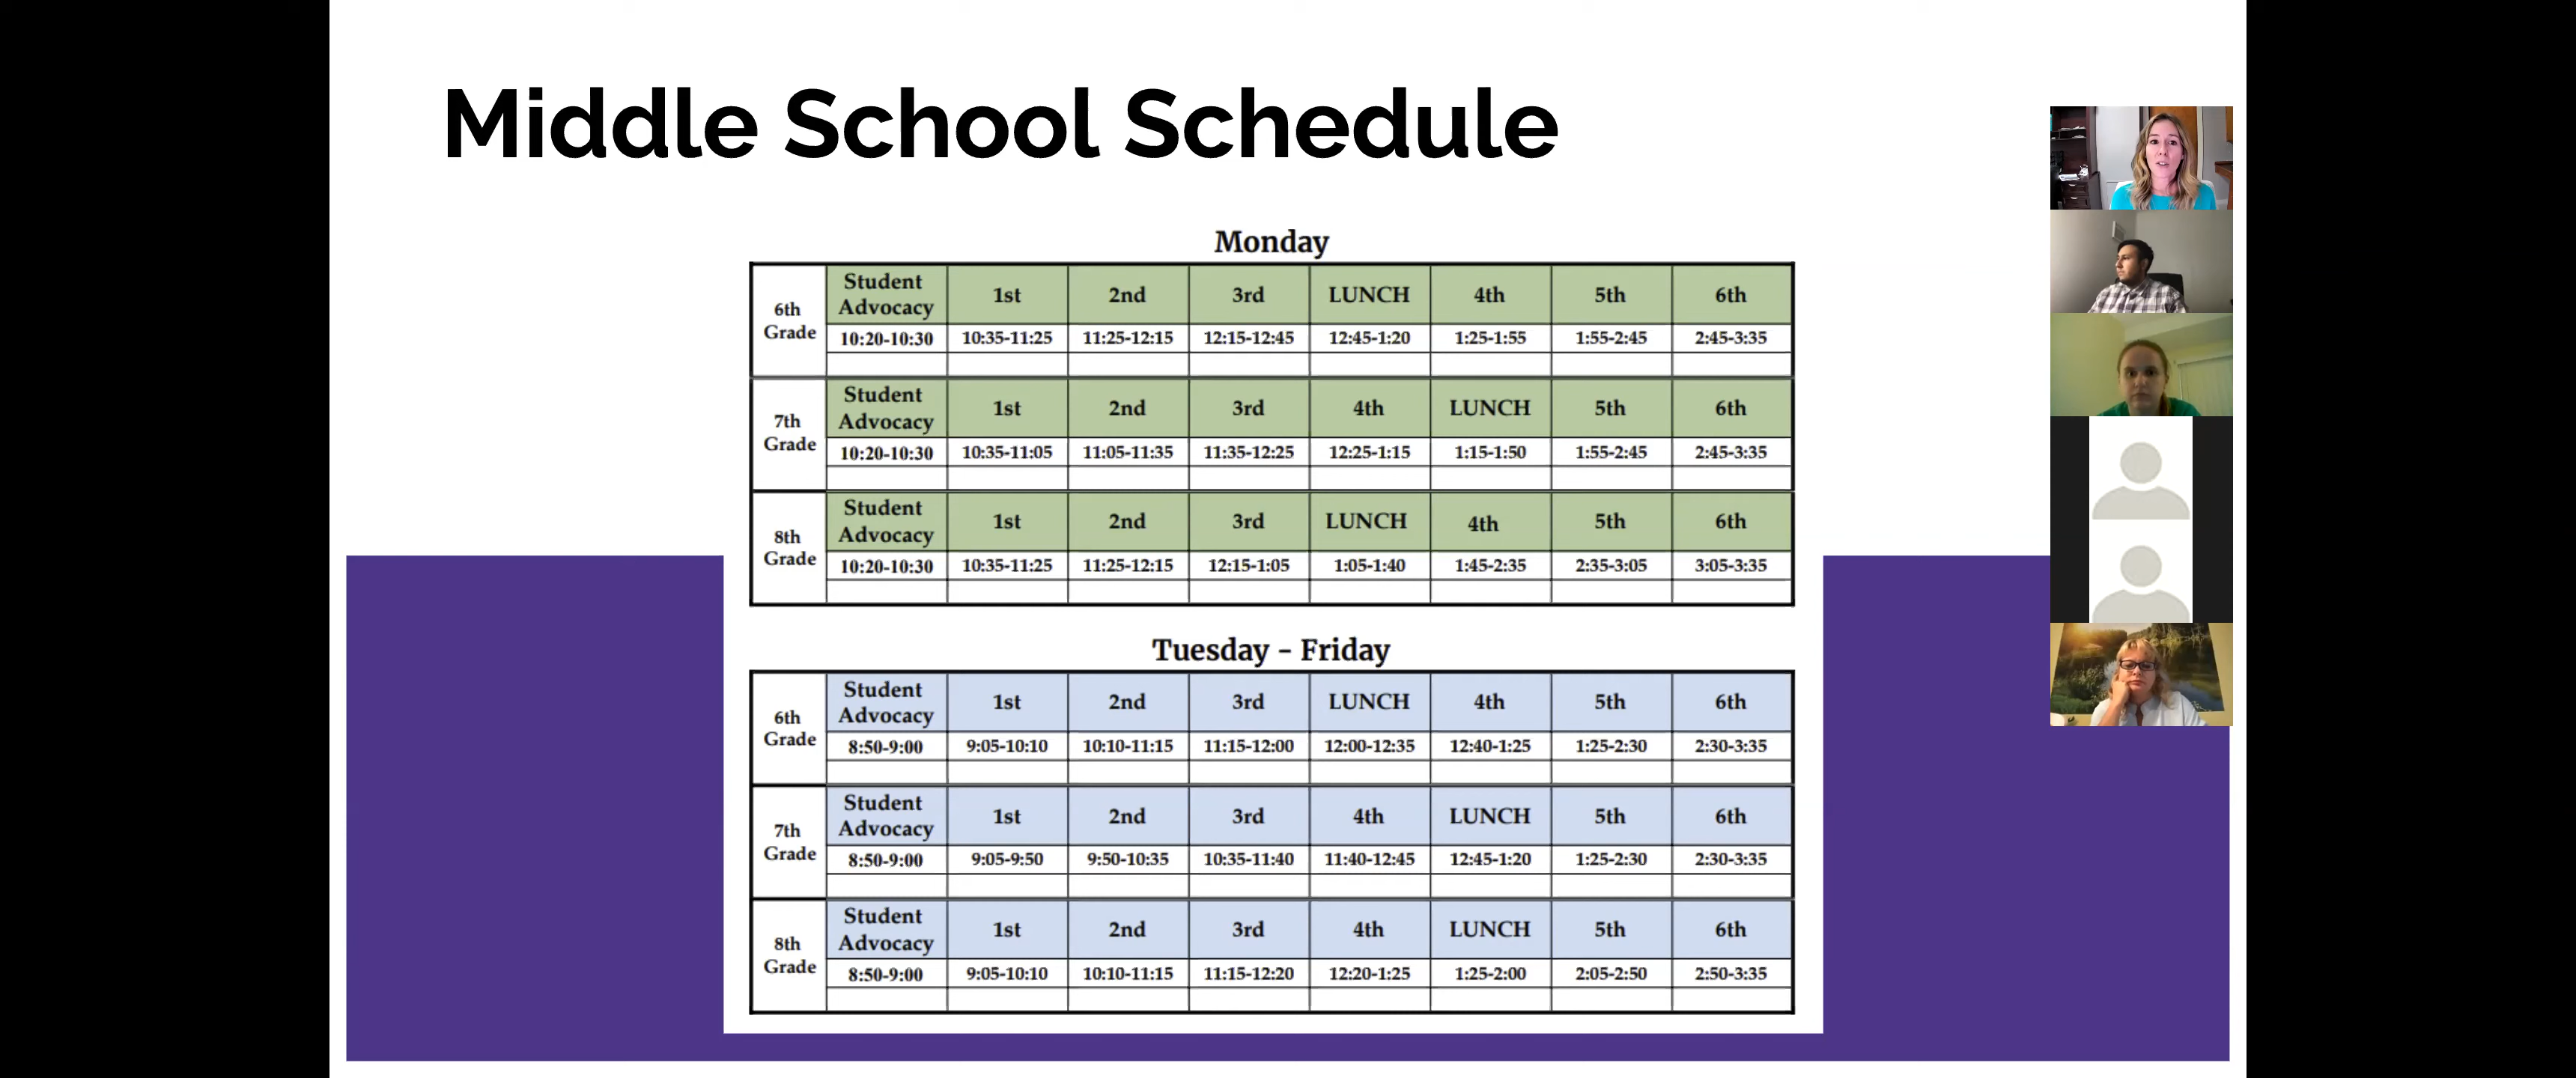 Middle School Schedule
Monday
6th Grade
Student Advocacy 1st 2nd 3rd LUNCH 4th 5th 6th
10:20-10:30 10:35-11:25 11:25-12:15 12:15-12:45 12:45-1:20 1:25-1:55 1:55-2:45 2:45-3:35
7th Grade
Student Advocacy 1st 2nd 3rd 4th LUNCH 5th 6th
10:20-10:30 10:35-11:05 11:05-11:35 11:35-12:25 12:25-1:15 1:15-1:50 1:55-2:45 2:45-3:35
8th Grade
Student Advocacy 1st 2nd 3rd LUNCH 4th 5th 6th
10:20-10:30 10:35-11:25 11:25-12:15 12:15-1:05 1:05-1:40 1:45-2:35 2:35-3:05 3:05-3:35
Tuesday - Friday
6th Grade
Student Advocacy 1st 2nd 3rd LUNCH 4th 5th 6th
8:50-9:00 9:05-10:10 10:10-11:15 11:15-12:00 12:00-12:35 12:40-1:25 1:25-2:30 2:30-3:35
7th Grade
Student Advocacy 1st 2nd 3rd 4th LUNCH 5th 6th
8:50-9:00 9:05-9:50 9:50-10:35 10:35-11:40 11:40-12:45 12:45-1:20 1:25-2:30 2:30-3:35
8th Grade
Student Advocacy 1st 2nd 3rd 4th LUNCH 5th 6th
8:50-9:00 9:05-10:10 10:10-11:15 11:15-12:20 12:20-1:25 1:25-2:00 2:05-2:50 2:50-3:35